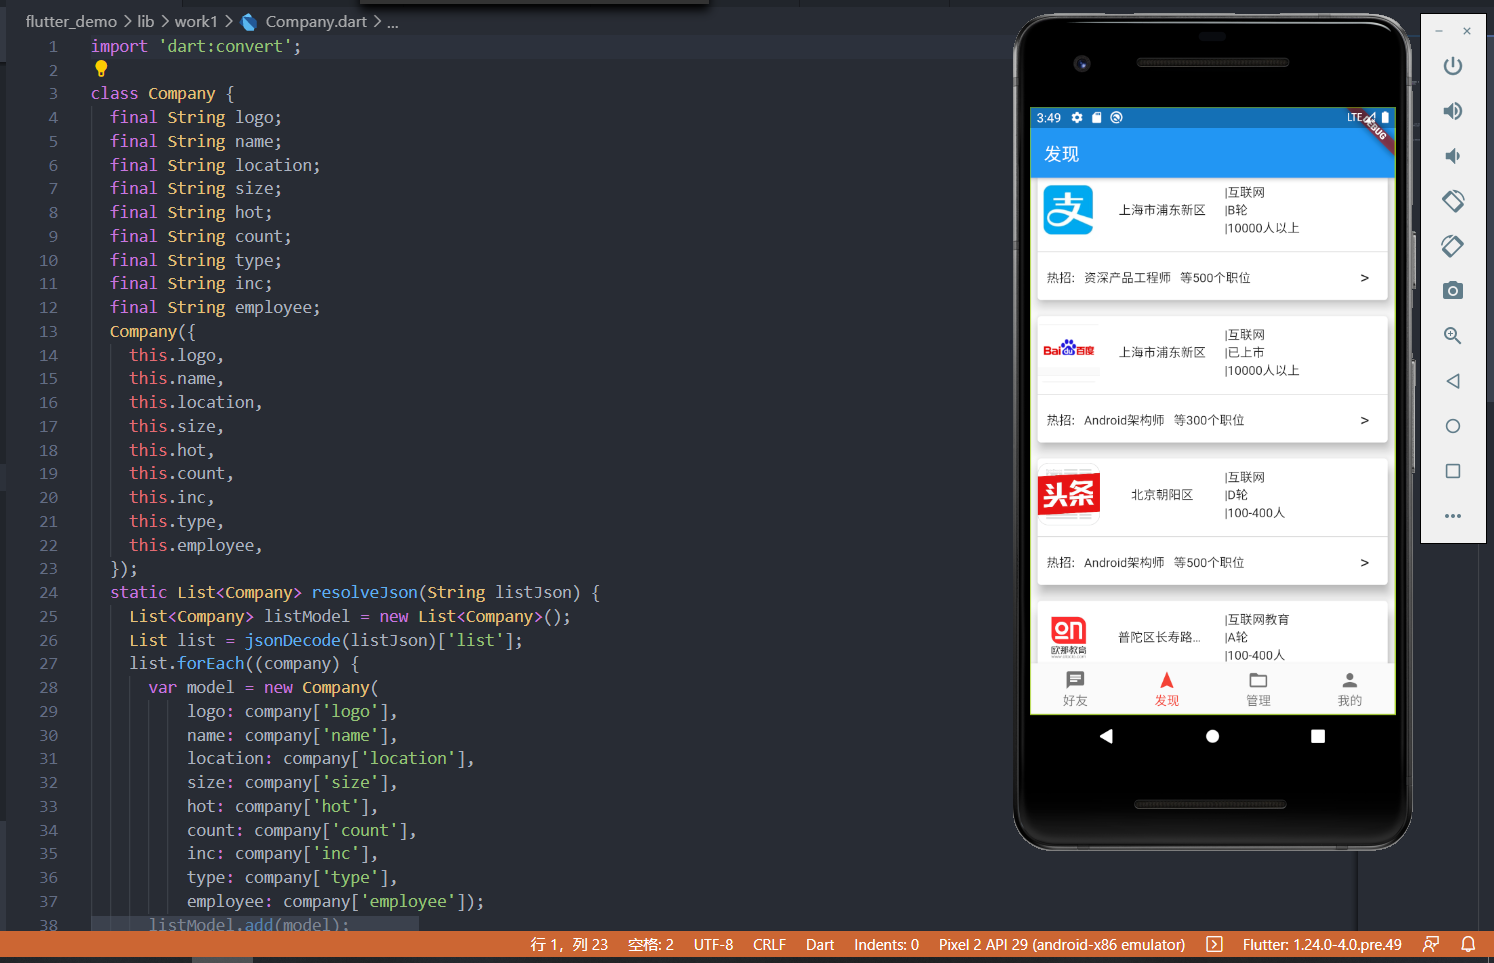 flutter_demo > lib > work1 > Company.dart > ...
1 import 'dart:convert';
2
3 class Company {
4 final String logo;
5 final String name;
6 final String location;
7 final String size;
8 final String hot;
9 final String count;
10 final String type;
11 final String inc;
12 final String employee;
13 Company({
14 this.logo,
15 this.name,
16 this.location,
17 this.size,
18 this.hot,
19 this.count,
20 this.inc,
21 this.type,
22 this.employee,
23 });
24 static List<Company> resolveJson(String listJson) {
25 List<Company> listModel = new List<Company>();
26 List list = jsonDecode(listJson)['list'];
27 list.forEach((company) {
28 var model = new Company(
29 logo: company['logo'],
30 name: company['name'],
31 location: company['location'],
32 size: company['size'],
33 hot: company['hot'],
34 count: company['count'],
35 inc: company['inc'],
36 type: company['type'],
37 employee: company['employee']);
38 listModel.add(model);
3:49 LTE
DEBUG
发现
支
上海市浦东新区
|互联网
|B轮
|10000人以上
热招: 资深产品工程师 等500个职位 >
Bai du 百度
上海市浦东新区
|互联网
|已上市
|10000人以上
热招: Android架构师 等300个职位 >
头条
北京朝阳区
|互联网
|D轮
|100-400人
热招: Android架构师 等500个职位 >
on
欧那教育
普陀区长寿路...
|互联网教育
|A轮
|100-400人
好友 发现 管理 我的
行 1, 列 23 空格: 2 UTF-8 CRLF Dart Indents: 0 Pixel 2 API 29 (android-x86 emulator) Flutter: 1.24.0-4.0.pre.49